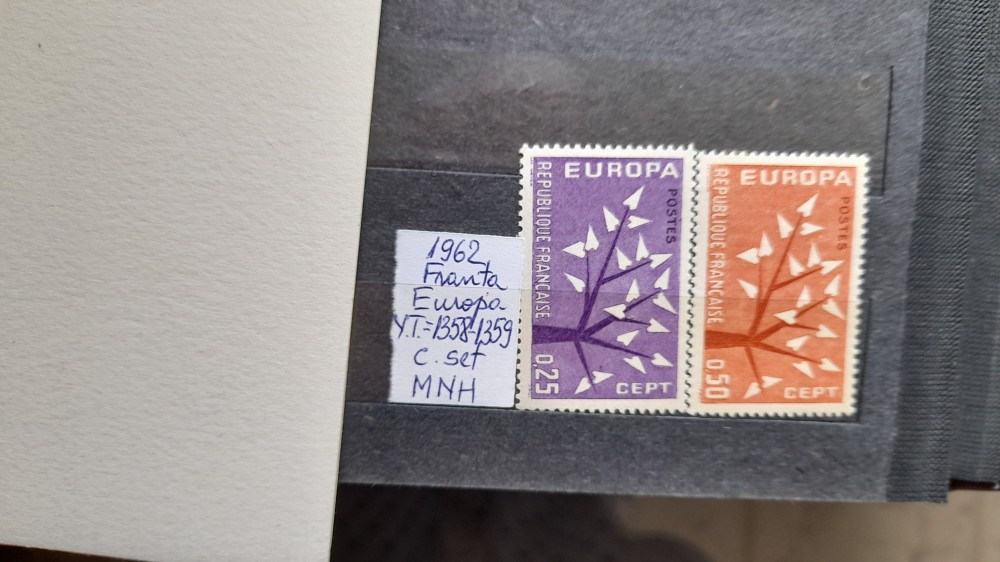 1962
Franta
Europa
Y.T.=1358-1359
C. set
MNH
EUROPA
POSTES
REPUBLIQUE FRANÇAISE
0,25
CEPT
EUROPA
POSTES
REPUBLIQUE FRANÇAISE
0,50
CEPT